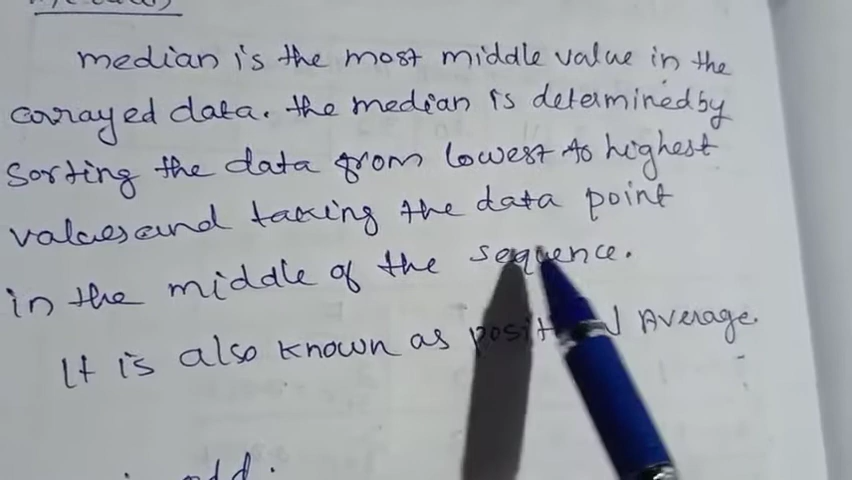 median is the most middle value in the
arrayed data. the median is determined by
Sorting the data from lowest to highest
values and taking the data point
in the middle of the sequence.
It is also known as Average.
odd.